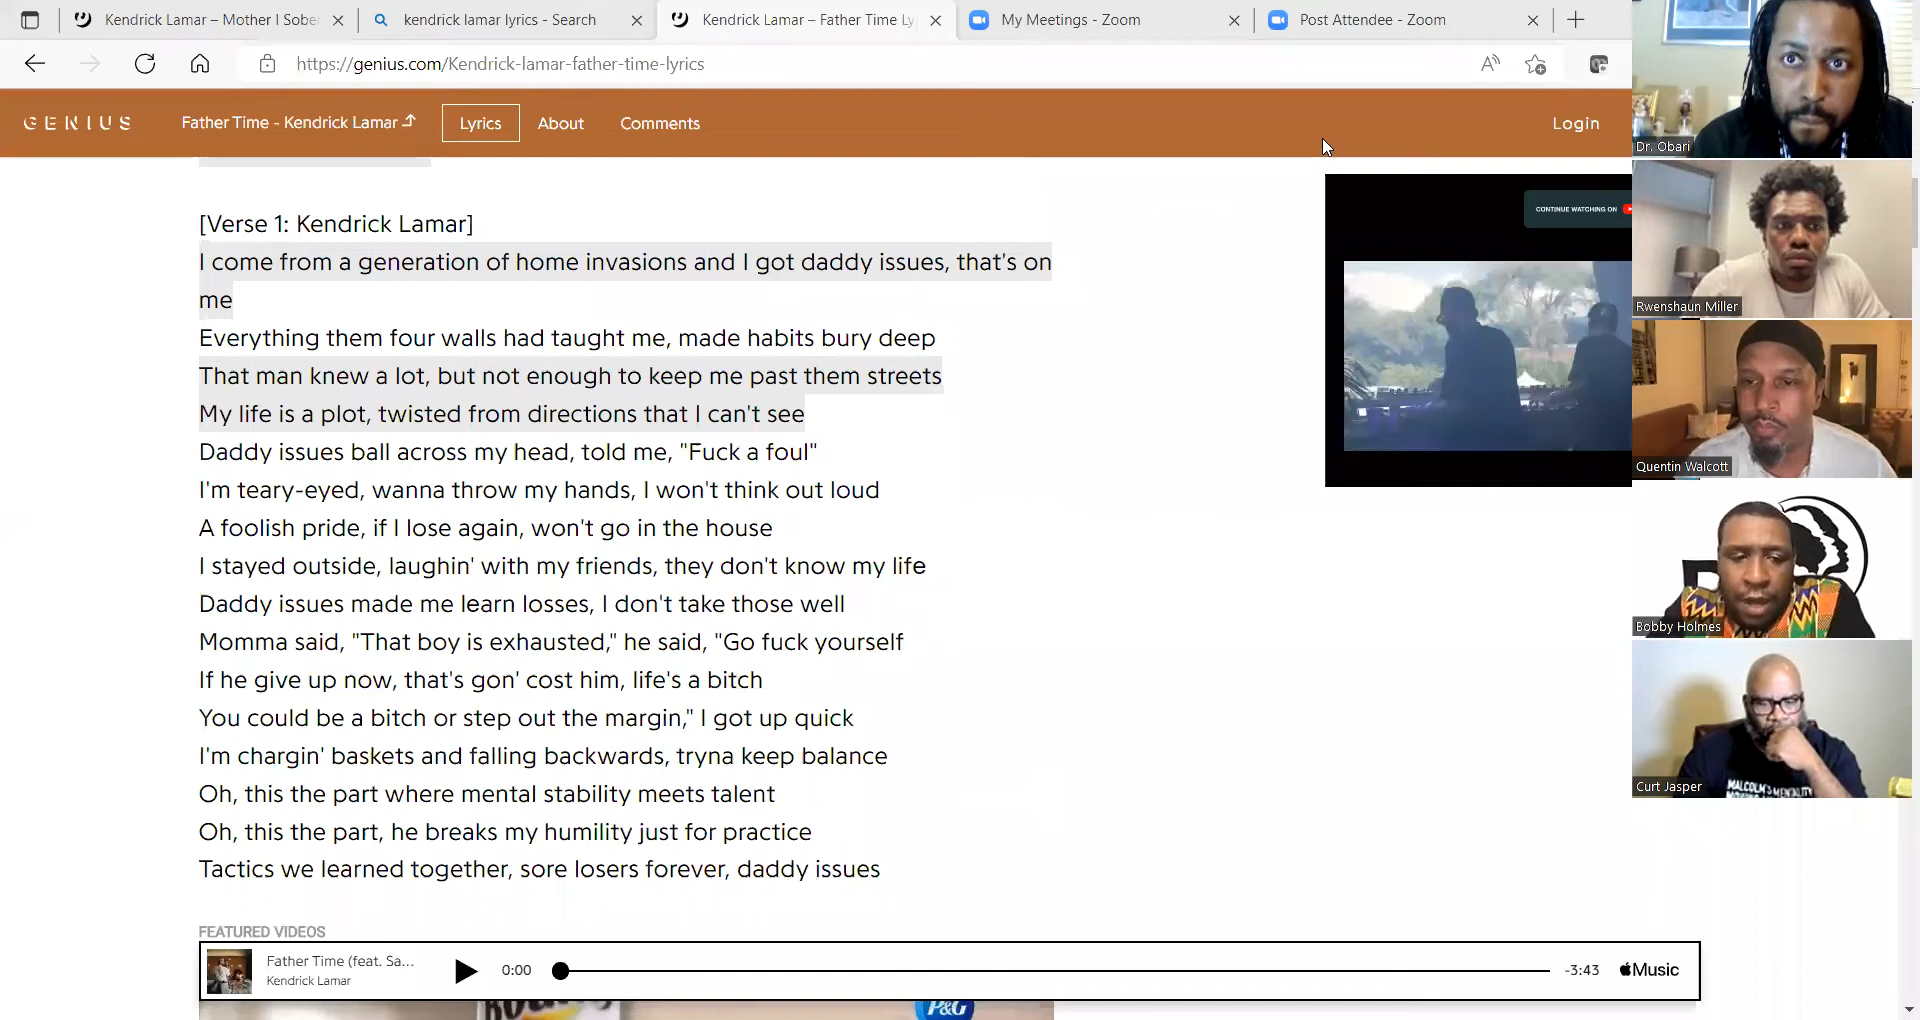 Kendrick Lamar – Mother I Sober
kendrick lamar lyrics - Search
Kendrick Lamar – Father Time Ly
My Meetings - Zoom
Post Attendee - Zoom
https://genius.com/Kendrick-lamar-father-time-lyrics
GENIUS
Father Time - Kendrick Lamar
Lyrics
About
Comments
Login
[Verse 1: Kendrick Lamar]
I come from a generation of home invasions and I got daddy issues, that's on
me
Everything them four walls had taught me, made habits bury deep
That man knew a lot, but not enough to keep me past them streets
My life is a plot, twisted from directions that I can't see
Daddy issues ball across my head, told me, "Fuck a foul"
I'm teary-eyed, wanna throw my hands, I won't think out loud
A foolish pride, if I lose again, won't go in the house
I stayed outside, laughin' with my friends, they don't know my life
Daddy issues made me learn losses, I don't take those well
Momma said, "That boy is exhausted," he said, "Go fuck yourself
If he give up now, that's gon' cost him, life's a bitch
You could be a bitch or step out the margin," I got up quick
I'm chargin' baskets and falling backwards, tryna keep balance
Oh, this the part where mental stability meets talent
Oh, this the part, he breaks my humility just for practice
Tactics we learned together, sore losers forever, daddy issues
FEATURED VIDEOS
Father Time (feat. Sa...
Kendrick Lamar
0:00
-3:43
Music
P&G
CONTINUE WATCHING ON
Dr. Obari
Rwenshaun Miller
Quentin Walcott
Bobby Holmes
Curt Jasper
MALCOLM'S MENTALITY